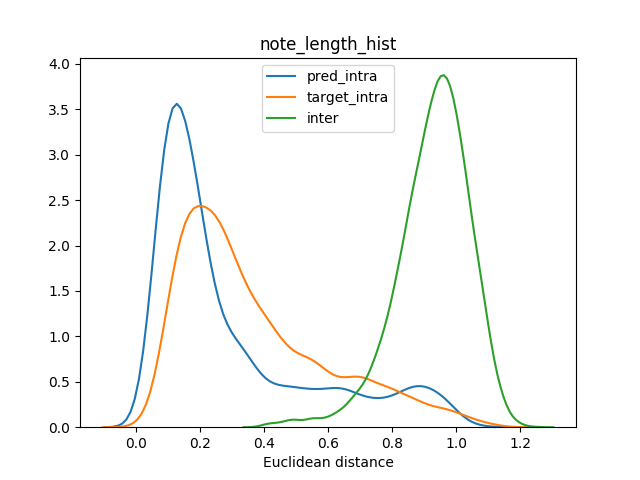 note_length_hist
pred_intra
target_intra
inter
4.0
3.5
3.0
2.5
2.0
1.5
1.0
0.5
0.0
0.0 0.2 0.4 0.6 0.8 1.0 1.2
Euclidean distance